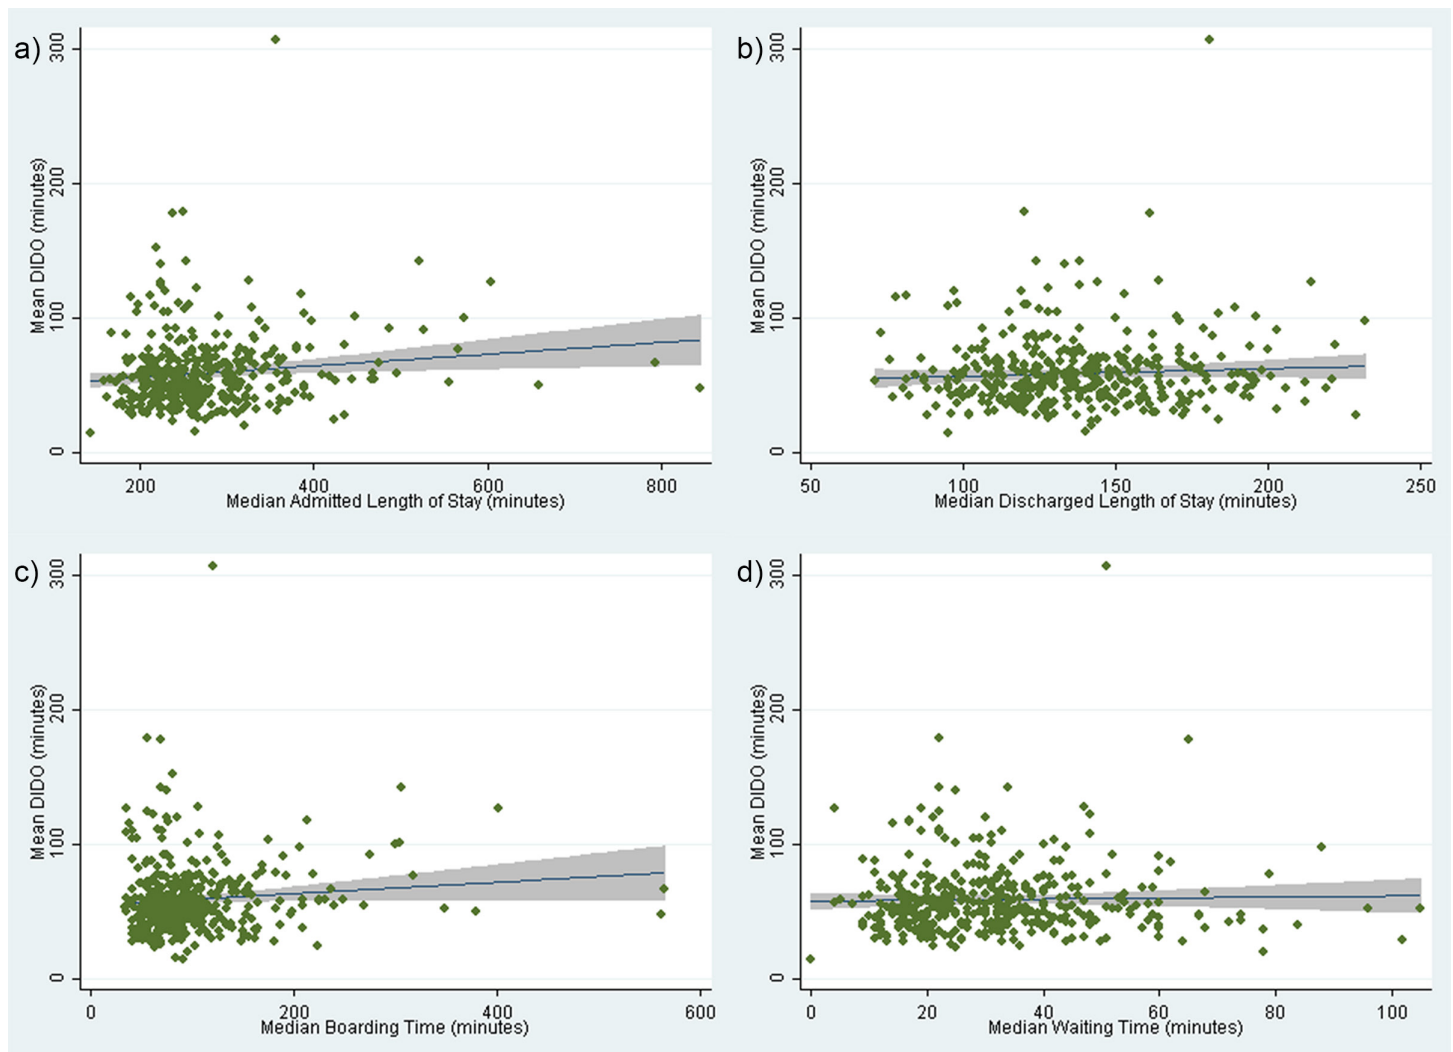 a)
Mean DIDO (minutes)
300
200
100
0
200 400 600 800
Median Admitted Length of Stay (minutes)
b)
Mean DIDO (minutes)
300
200
100
0
50 100 150 200 250
Median Discharged Length of Stay (minutes)
c)
Mean DIDO (minutes)
300
200
100
0
0 200 400 600
Median Boarding Time (minutes)
d)
Mean DIDO (minutes)
300
200
100
0
0 20 40 60 80 100
Median Waiting Time (minutes)